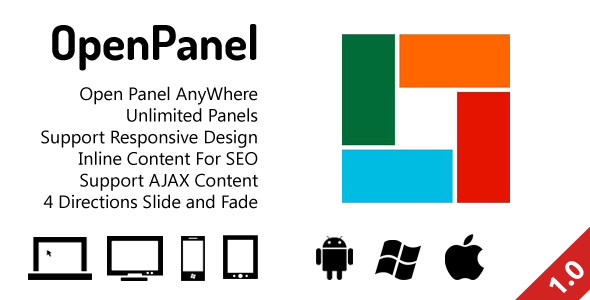 OpenPanel
Open Panel AnyWhere
Unlimited Panels
Support Responsive Design
Inline Content For SEO
Support AJAX Content
4 Directions Slide and Fade
1.0